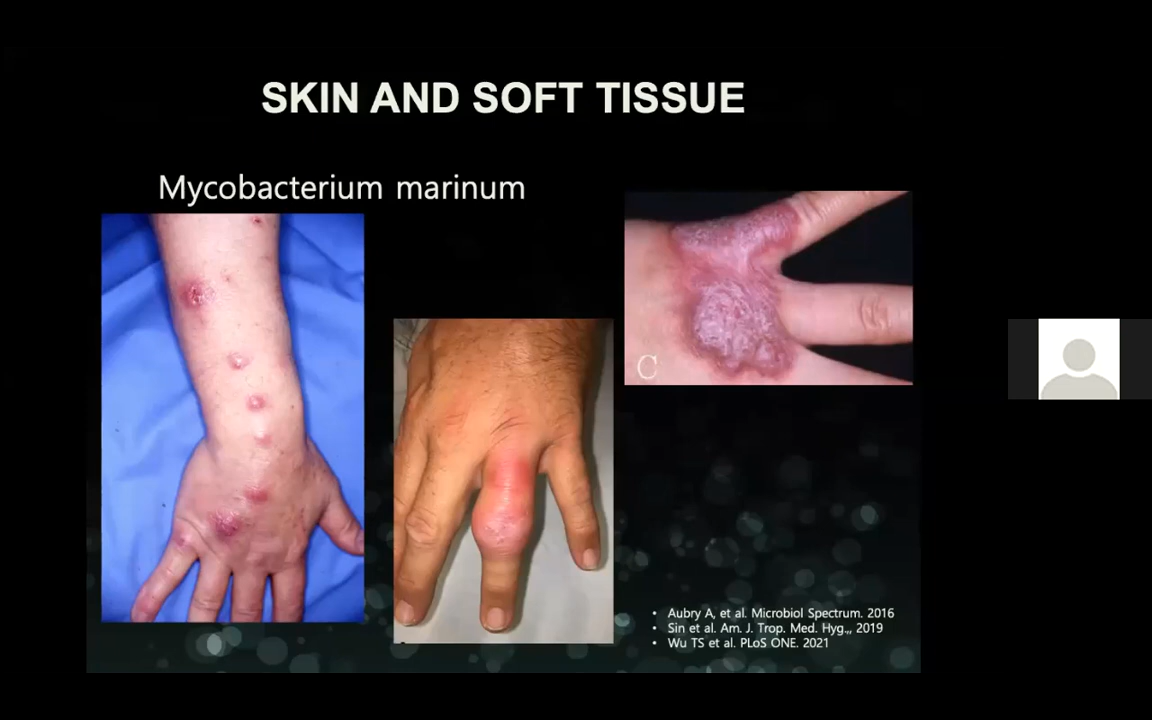 SKIN AND SOFT TISSUE
Mycobacterium marinum
C
• Aubry A, et al. Microbiol Spectrum. 2016
• Sin et al. Am. J. Trop. Med. Hyg.,, 2019
• Wu TS et al. PLoS ONE. 2021